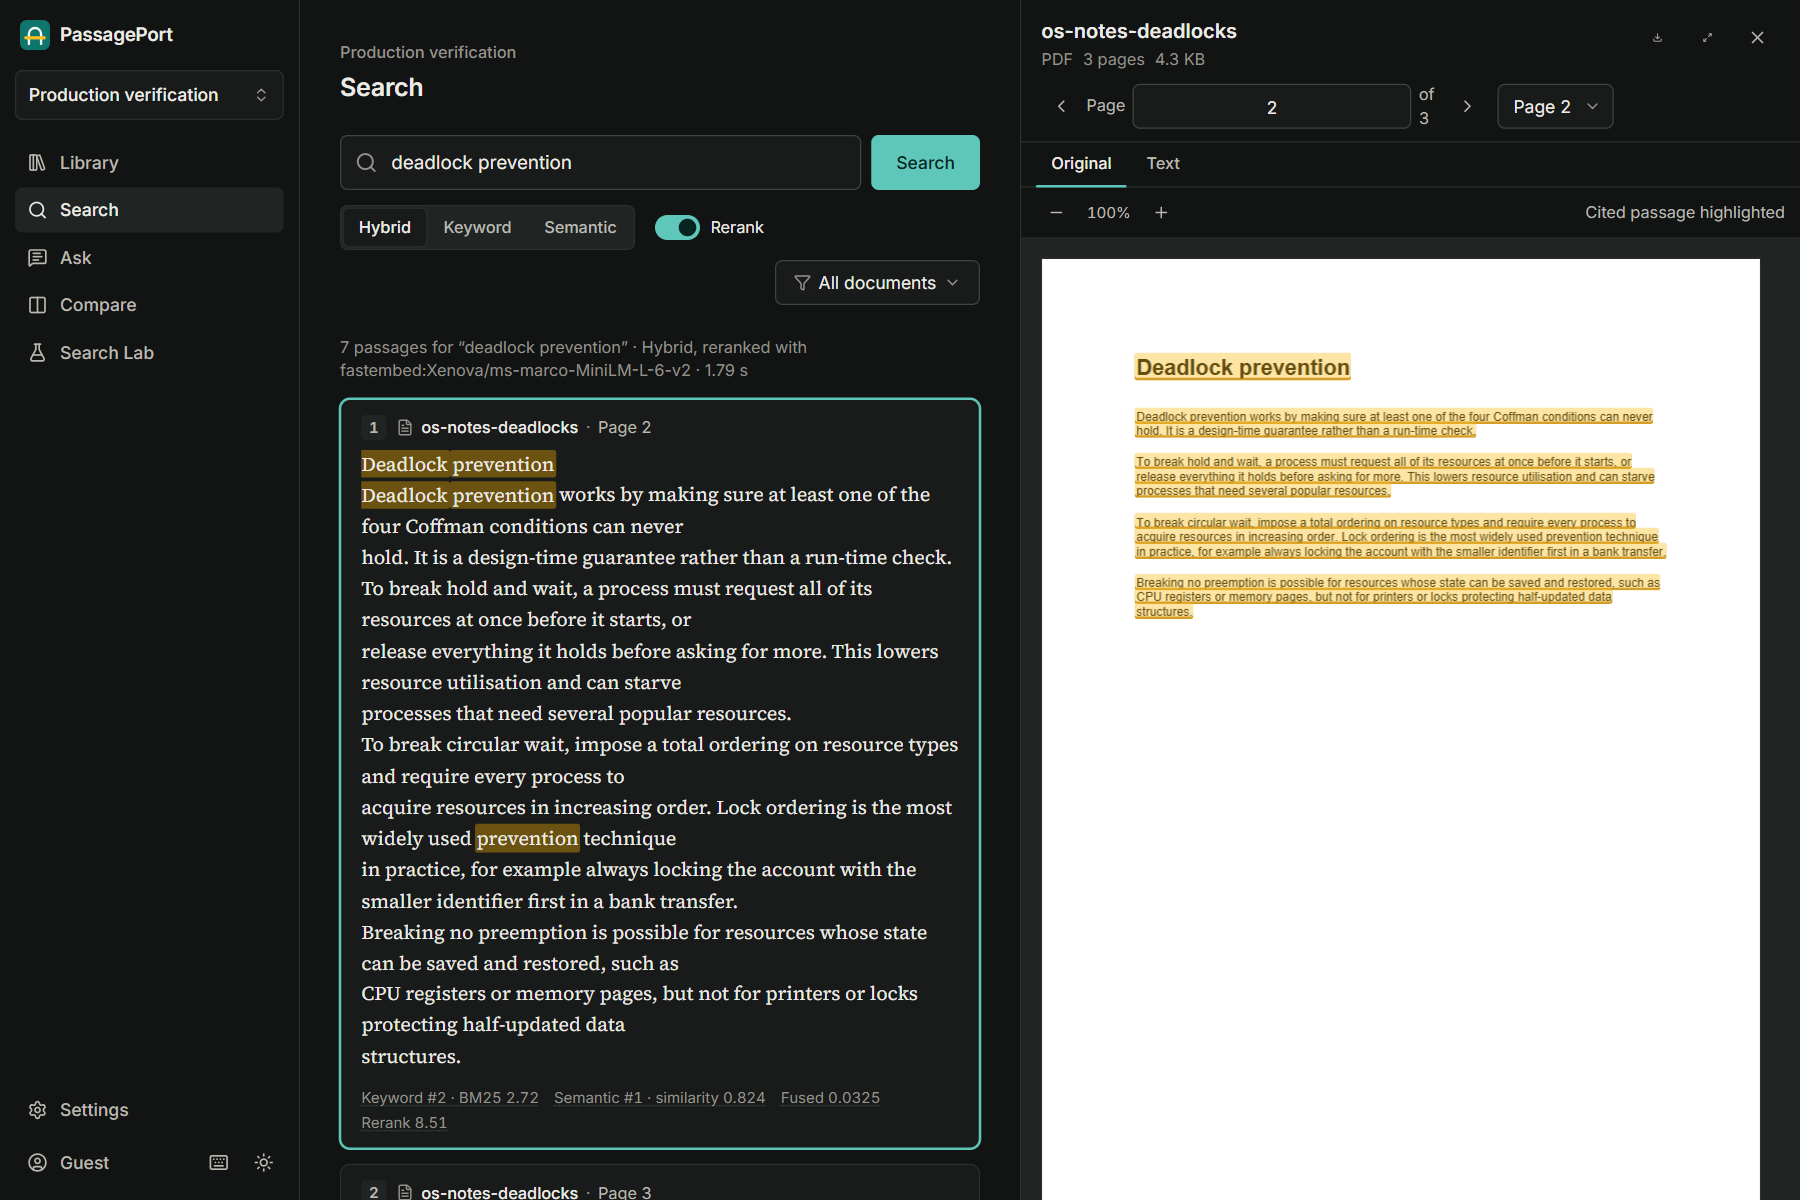 PassagePort
Production verification
Library
Search
Ask
Compare
Search Lab
Settings
Guest
Production verification
Search
deadlock prevention
Search
Hybrid
Keyword
Semantic
Rerank
All documents
7 passages for “deadlock prevention” · Hybrid, reranked with
fastembed:Xenova/ms-marco-MiniLM-L-6-v2 · 1.79 s
1 os-notes-deadlocks · Page 2
Deadlock prevention
Deadlock prevention works by making sure at least one of the
four Coffman conditions can never
hold. It is a design-time guarantee rather than a run-time check.
To break hold and wait, a process must request all of its
resources at once before it starts, or
release everything it holds before asking for more. This lowers
resource utilisation and can starve
processes that need several popular resources.
To break circular wait, impose a total ordering on resource types
and require every process to
acquire resources in increasing order. Lock ordering is the most
widely used prevention technique
in practice, for example always locking the account with the
smaller identifier first in a bank transfer.
Breaking no preemption is possible for resources whose state
can be saved and restored, such as
CPU registers or memory pages, but not for printers or locks
protecting half-updated data
structures.
Keyword #2 · BM25 2.72 Semantic #1 · similarity 0.824 Fused 0.0325
Rerank 8.51
2 os-notes-deadlocks · Page 3
os-notes-deadlocks
PDF 3 pages 4.3 KB
Page 2 of 3
Page 2
Original
Text
100%
Cited passage highlighted
Deadlock prevention
Deadlock prevention works by making sure at least one of the four Coffman conditions can never
hold. It is a design-time guarantee rather than a run-time check.
To break hold and wait, a process must request all of its resources at once before it starts, or
release everything it holds before asking for more. This lowers resource utilisation and can starve
processes that need several popular resources.
To break circular wait, impose a total ordering on resource types and require every process to
acquire resources in increasing order. Lock ordering is the most widely used prevention technique
in practice, for example always locking the account with the smaller identifier first in a bank transfer.
Breaking no preemption is possible for resources whose state can be saved and restored, such as
CPU registers or memory pages, but not for printers or locks protecting half-updated data
structures.